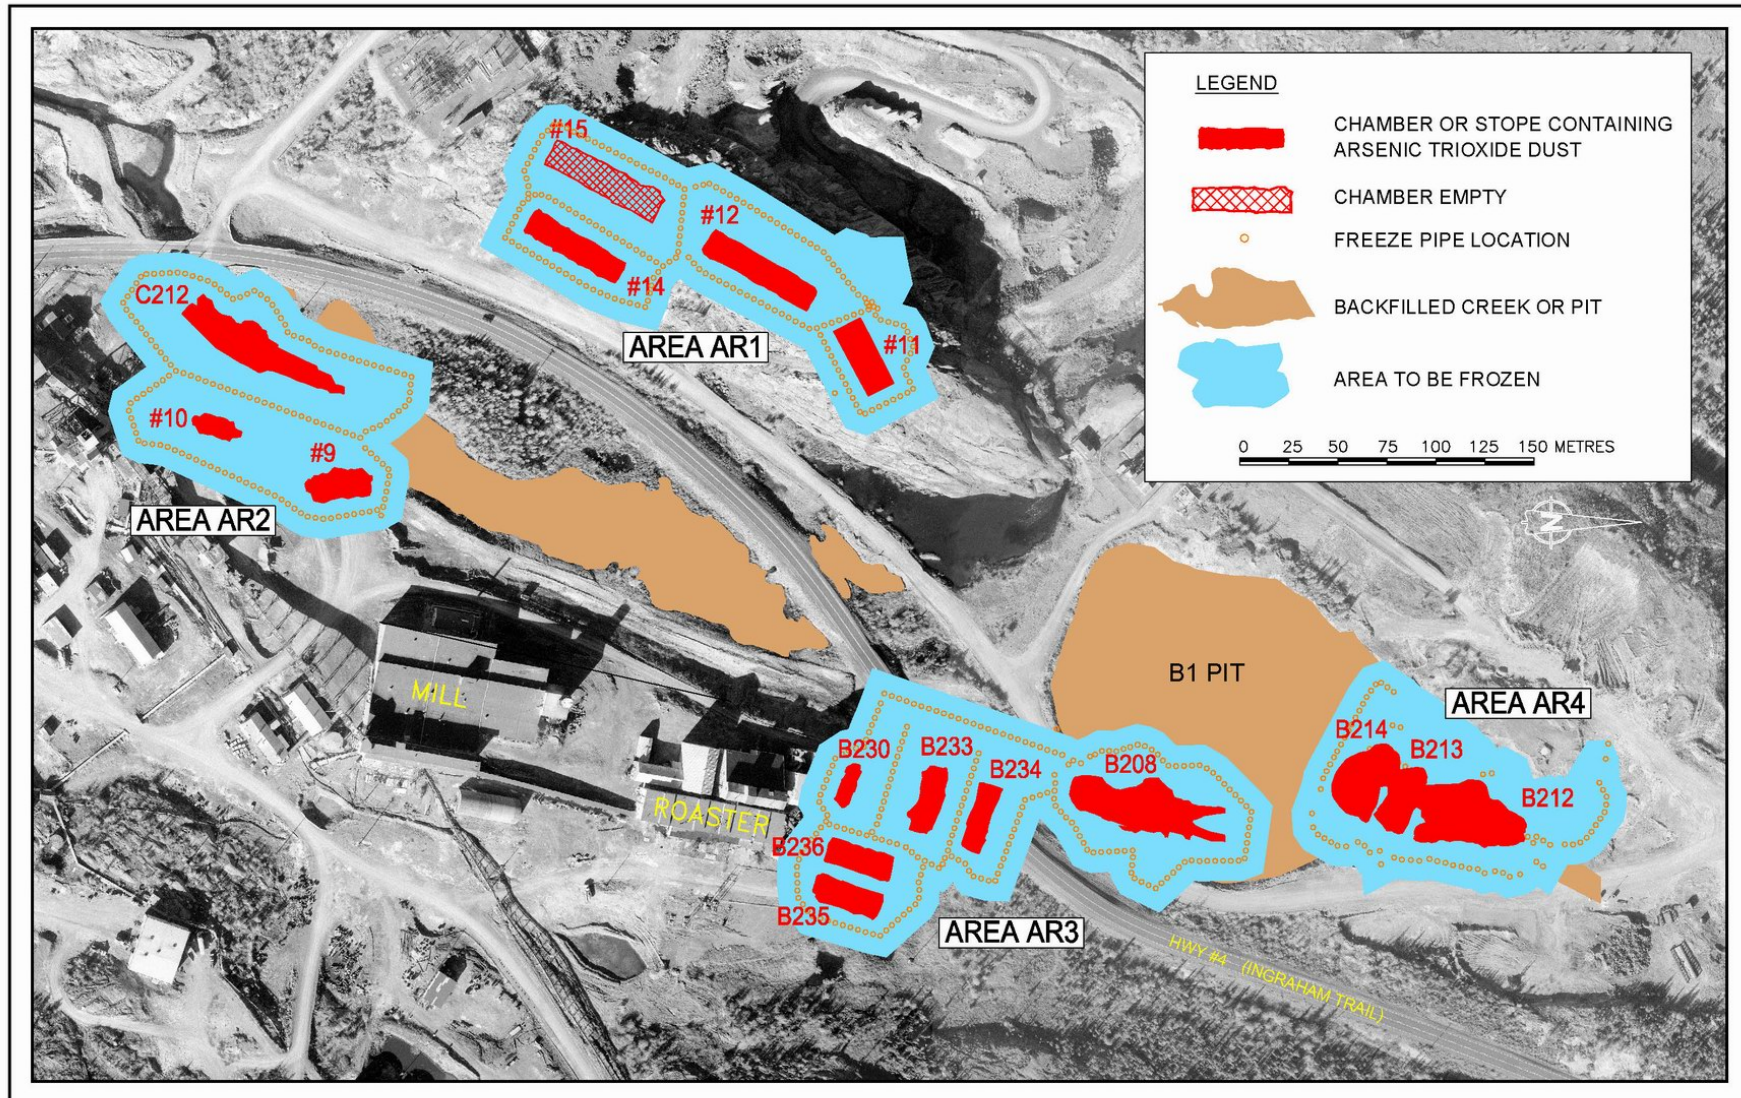 LEGEND
CHAMBER OR STOPE CONTAINING
ARSENIC TRIOXIDE DUST
CHAMBER EMPTY
FREEZE PIPE LOCATION
BACKFILLED CREEK OR PIT
AREA TO BE FROZEN
0 25 50 75 100 125 150 METRES
N
#15
#12
#14
#11
AREA AR1
C212
#10
#9
AREA AR2
MILL
ROASTER
B1 PIT
AREA AR4
B214
B213
B212
B230
B233
B234
B208
B236
B235
AREA AR3
HWY #4 (INGRAHAM TRAIL)